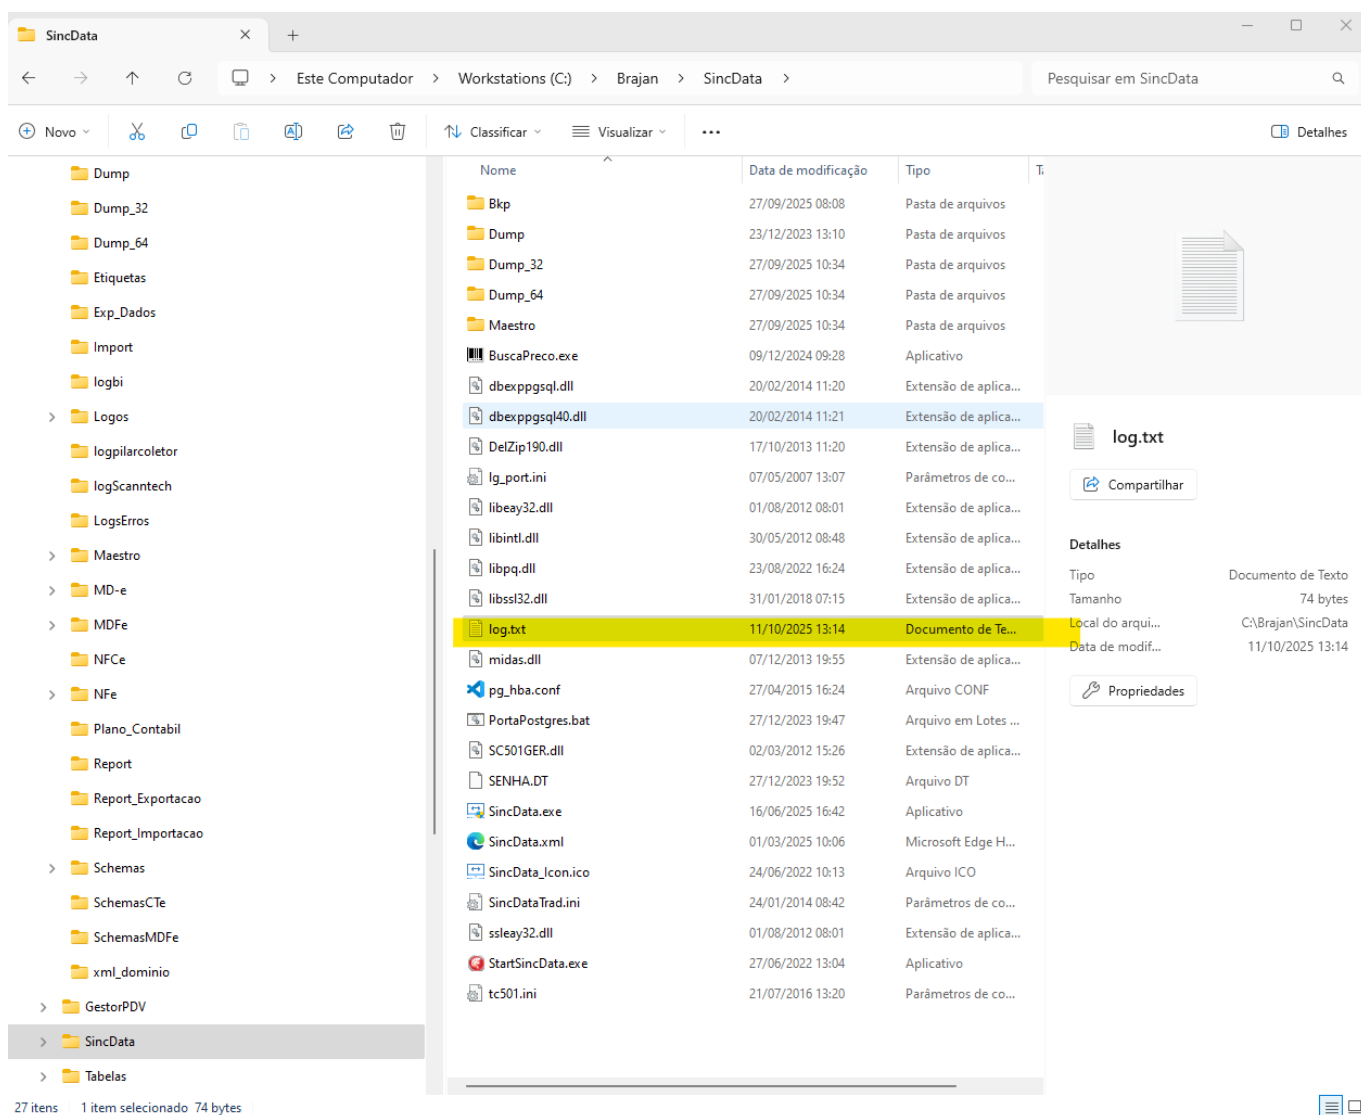 SincData
Este Computador > Workstations (C:) > Brajan > SincData >
Pesquisar em SincData
Novo
Classificar
Visualizar
Detalhes
Dump
Dump_32
Dump_64
Etiquetas
Exp_Dados
Import
logbi
Logos
logpilarcoletor
logScanntech
LogsErros
Maestro
MD-e
MDFe
NFCe
NFe
Plano_Contabil
Report
Report_Exportacao
Report_Importacao
Schemas
SchemasCTe
SchemasMDFe
xml_dominio
GestorPDV
SincData
Tabelas
Nome Data de modificação Tipo
Bkp 27/09/2025 08:08 Pasta de arquivos
Dump 23/12/2023 13:10 Pasta de arquivos
Dump_32 27/09/2025 10:34 Pasta de arquivos
Dump_64 27/09/2025 10:34 Pasta de arquivos
Maestro 27/09/2025 10:34 Pasta de arquivos
BuscaPreco.exe 09/12/2024 09:28 Aplicativo
dbexppgsql.dll 20/02/2014 11:20 Extensão de aplica...
dbexppgsql40.dll 20/02/2014 11:21 Extensão de aplica...
DelZip190.dll 17/10/2013 11:20 Extensão de aplica...
lg_port.ini 07/05/2007 13:07 Parâmetros de co...
libeay32.dll 01/08/2012 08:01 Extensão de aplica...
libintl.dll 30/05/2012 08:48 Extensão de aplica...
libpq.dll 23/08/2022 16:24 Extensão de aplica...
libssl32.dll 31/01/2018 07:15 Extensão de aplica...
log.txt 11/10/2025 13:14 Documento de Te...
midas.dll 07/12/2013 19:55 Extensão de aplica...
pg_hba.conf 27/04/2015 16:24 Arquivo CONF
PortaPostgres.bat 27/12/2023 19:47 Arquivo em Lotes ...
SC501GER.dll 02/03/2012 15:26 Extensão de aplica...
SENHA.DT 27/12/2023 19:52 Arquivo DT
SincData.exe 16/06/2025 16:42 Aplicativo
SincData.xml 01/03/2025 10:06 Microsoft Edge H...
SincData_Icon.ico 24/06/2022 10:13 Arquivo ICO
SincDataTrad.ini 24/01/2014 08:42 Parâmetros de co...
ssleay32.dll 01/08/2012 08:01 Extensão de aplica...
StartSincData.exe 27/06/2022 13:04 Aplicativo
tc501.ini 21/07/2016 13:20 Parâmetros de co...
log.txt
Compartilhar
Detalhes
Tipo Documento de Texto
Tamanho 74 bytes
Local do arqui... C:\Brajan\SincData
Data de modif... 11/10/2025 13:14
Propriedades
27 itens 1 item selecionado 74 bytes